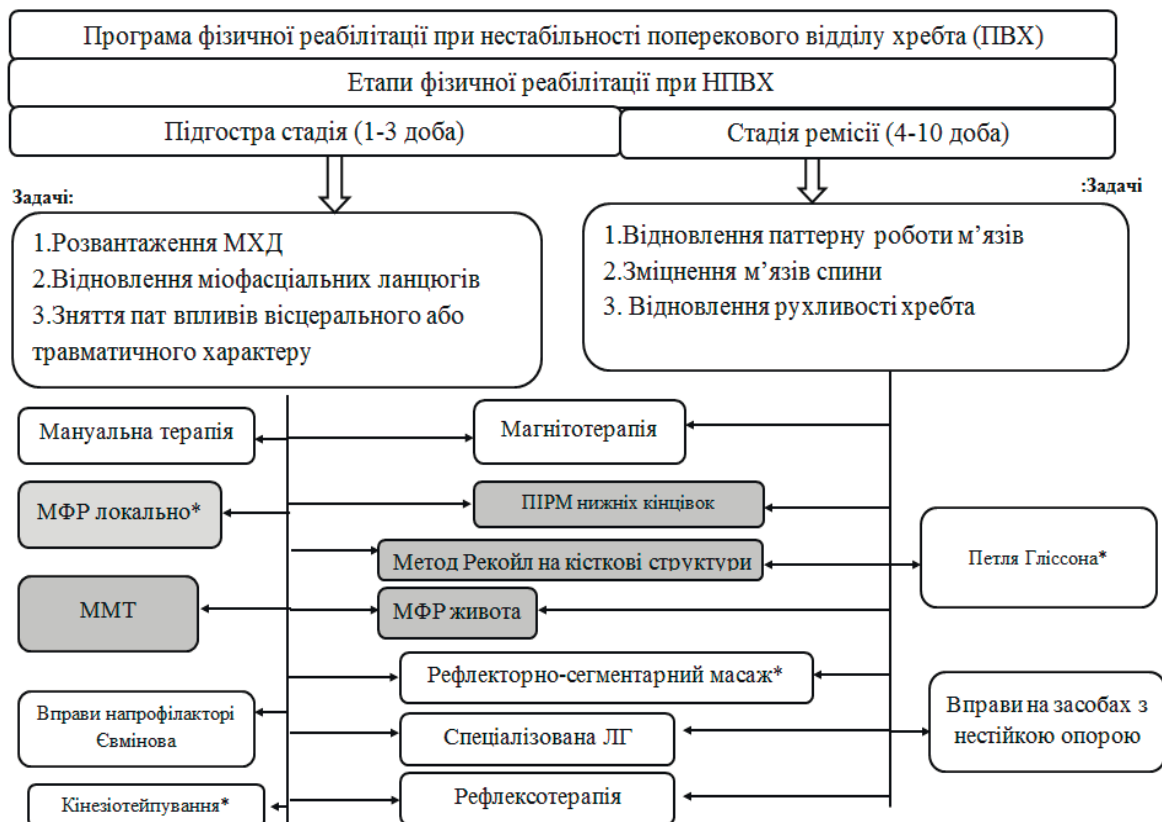 Програма фізичної реабілітації при нестабільності поперекового відділу хребта (ПВХ)
Етапи фізичної реабілітації при НПВХ
Підгостра стадія (1-3 доба)
Стадія ремісії (4-10 доба)
Задачі:
:Задачі
1.Розвантаження МХД
2.Відновлення міофасціальних ланцюгів
3.Зняття пат впливів вісцерального або
травматичного характеру
1.Відновлення паттерну роботи м’язів
2.Зміцнення м’язів спини
3. Відновлення рухливості хребта
Мануальна терапія
Магнітотерапія
МФР локально*
ПІРМ нижніх кінцівок
Метод Рекойл на кісткові структури
Петля Гліссона*
ММТ
МФР живота
Рефлекторно-сегментарний масаж*
Вправи напрофілакторі
Євмінова
Спеціалізована ЛГ
Вправи на засобах з
нестійкою опорою
Кінезіотейпування*
Рефлексотерапія